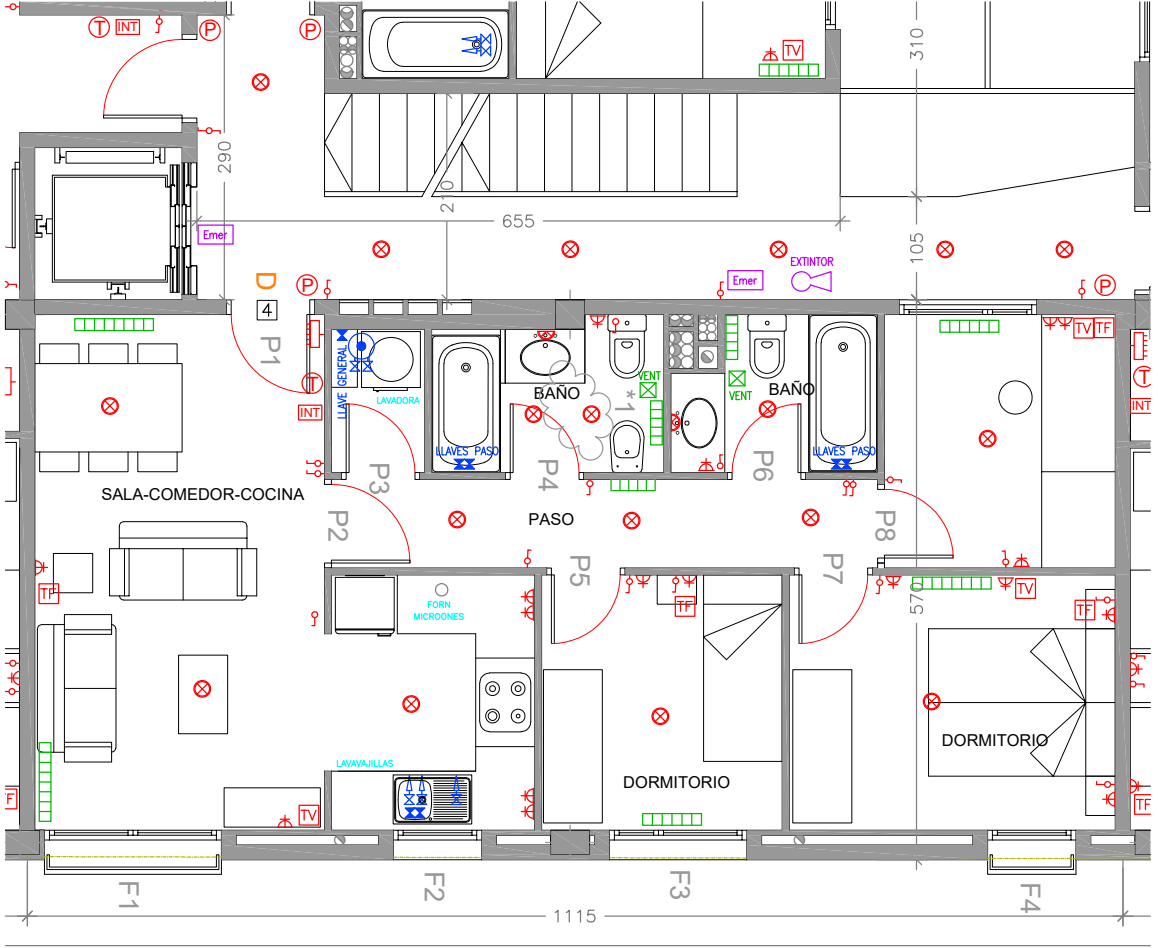 T
INT
P
P
TV
310
290
210
655
Emer
105
EXTINTOR
Emer
D
4
P
P
P1
TV
TF
LLAVE GENERAL
LAVADORA
T
INT
BAÑO
VENT
*1
VENT
BAÑO
T
INT
LLAVES PASO
LLAVES PASO
SALA-COMEDOR-COCINA
P3
P4
P6
P2
PASO
P8
P5
P7
570
TF
FORN
MICROONES
TF
TV
TF
DORMITORIO
LAVAVAJILLAS
DORMITORIO
TF
TV
TF
F1
F2
F3
F4
1115